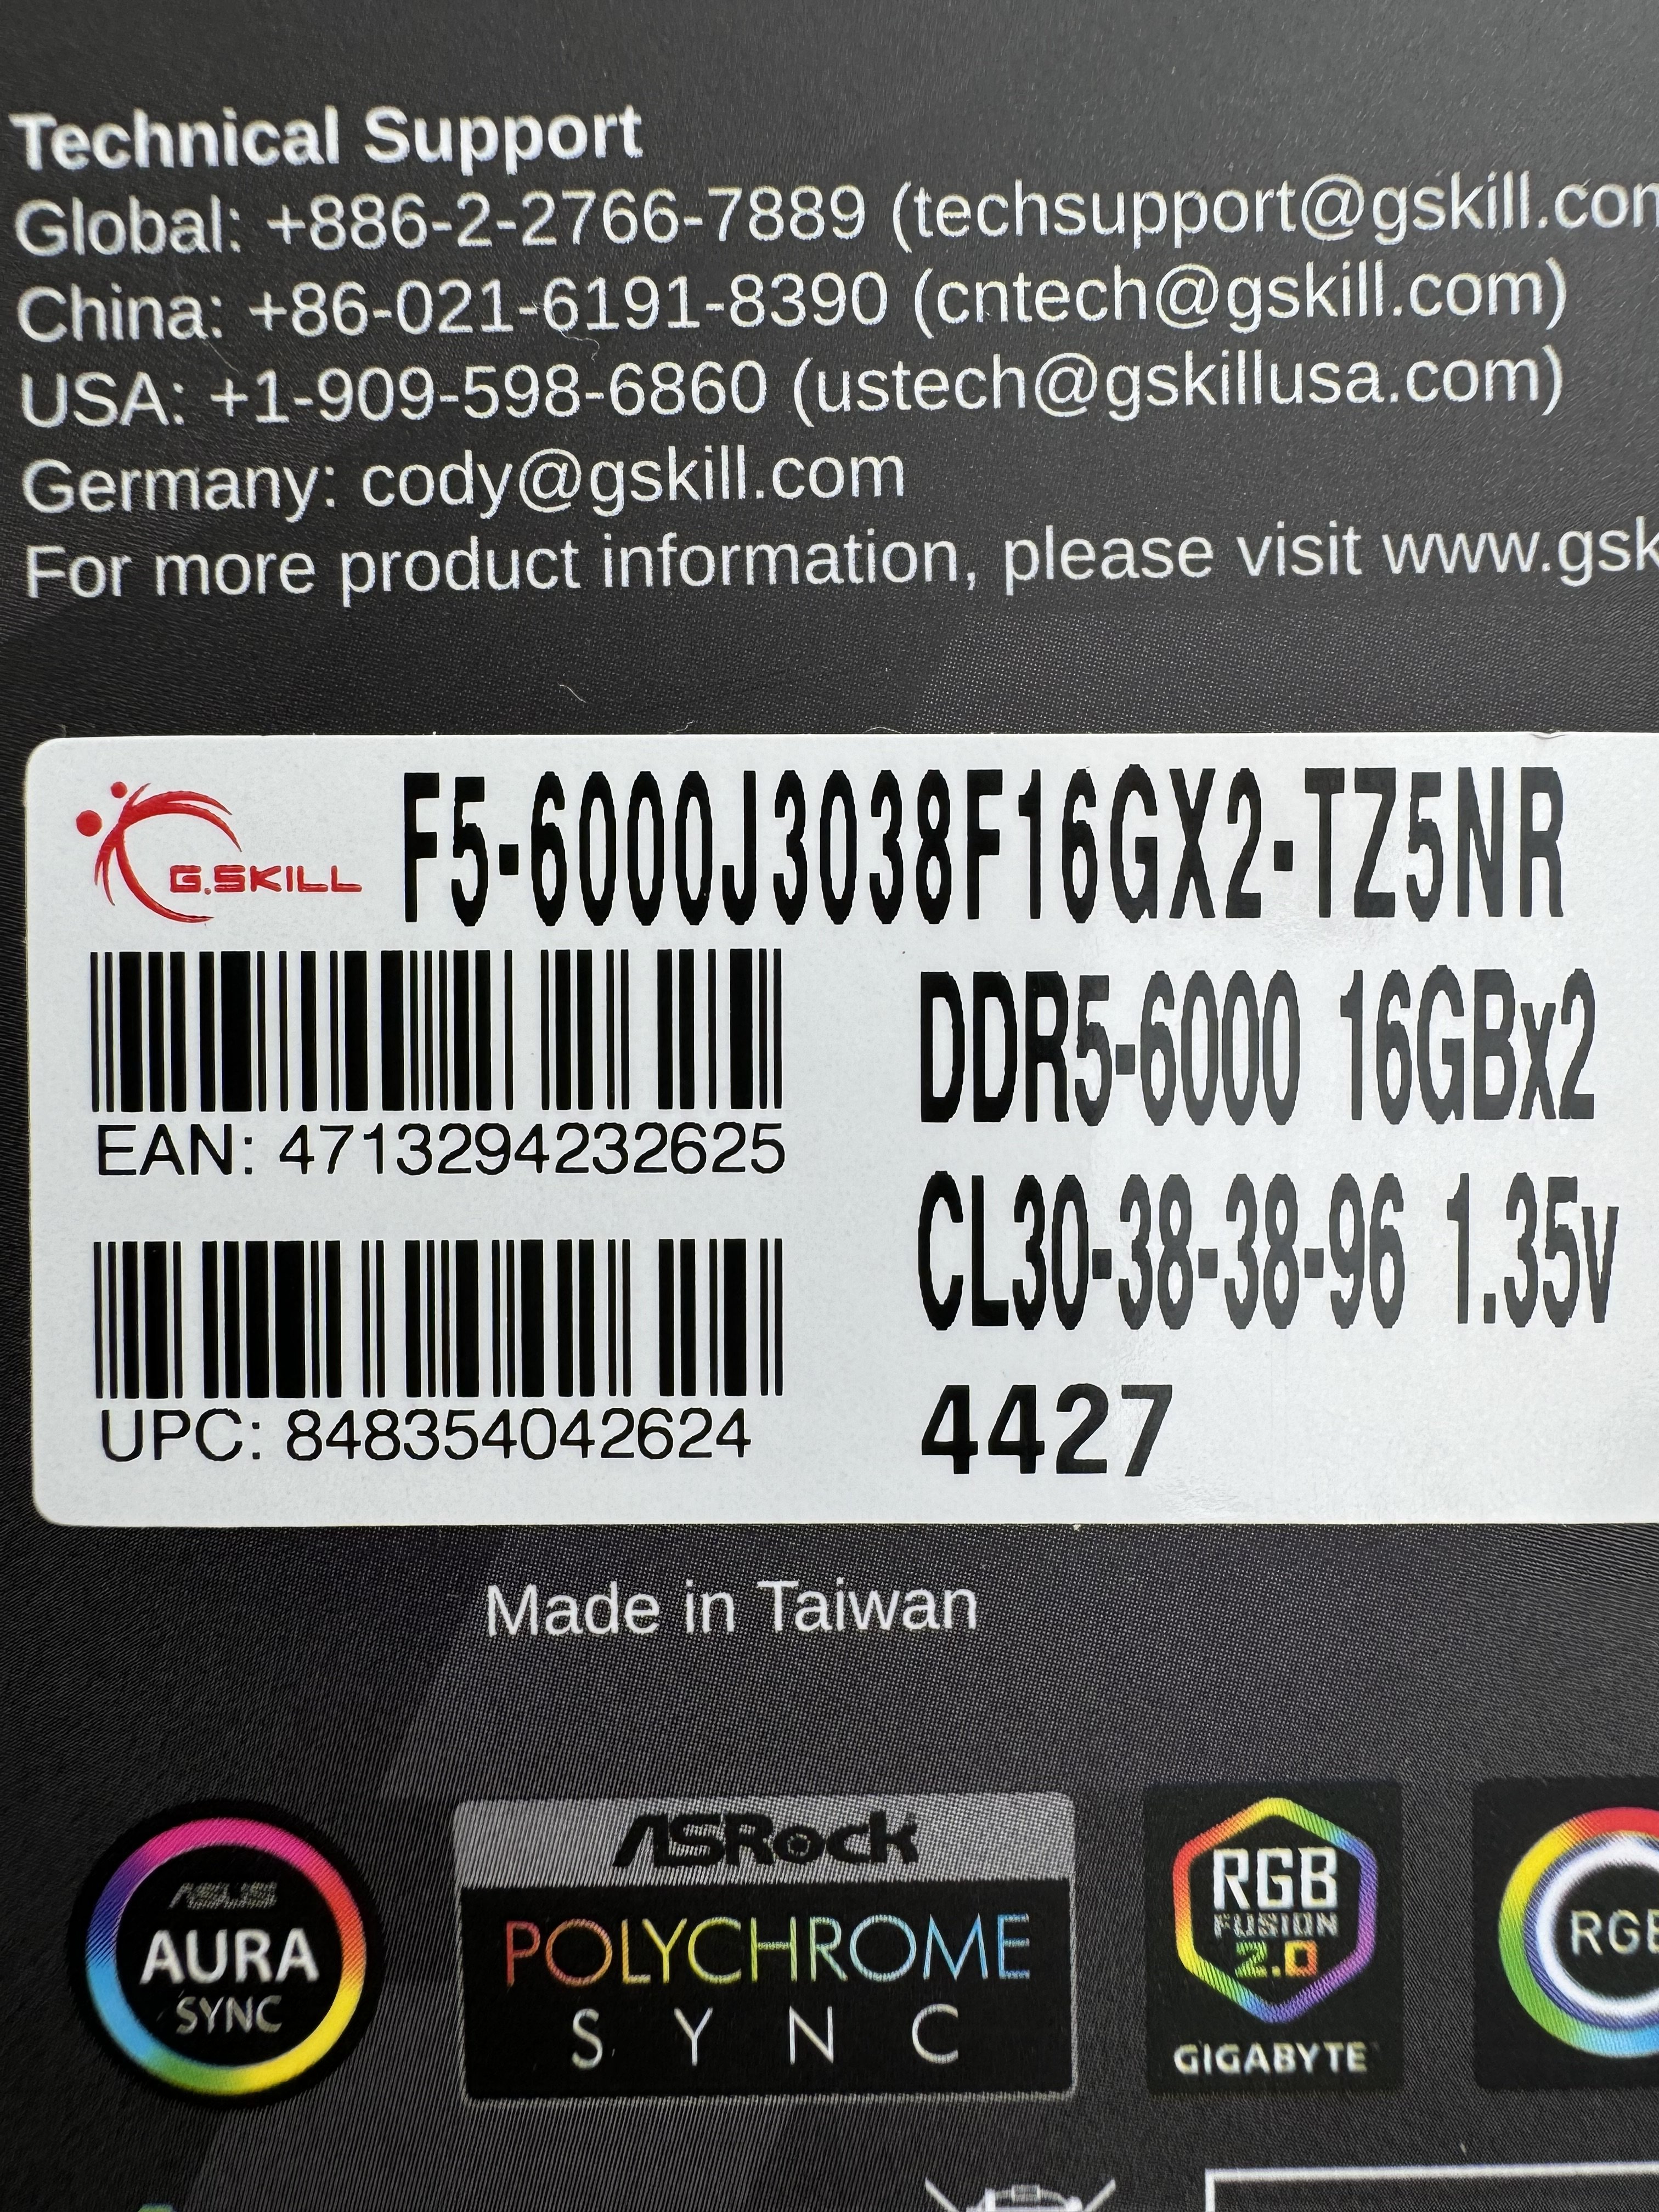 Technical Support
Global: +886-2-2766-7889 (techsupport@gskill.com
China: +86-021-6191-8390 (cntech@gskill.com)
USA: +1-909-598-6860 (ustech@gskillusa.com)
Germany: cody@gskill.com
For more product information, please visit www.gsk
G.SKILL
F5-6000J3038F16GX2-TZ5NR
DDR5-6000 16GBx2
EAN: 4713294232625
CL30-38-38-96 1.35v
UPC: 848354042624
4427
Made in Taiwan
ASUS
AURA
SYNC
ASRock
POLYCHROME
SYNC
RGB
FUSION
2.0
GIGABYTE
RGB